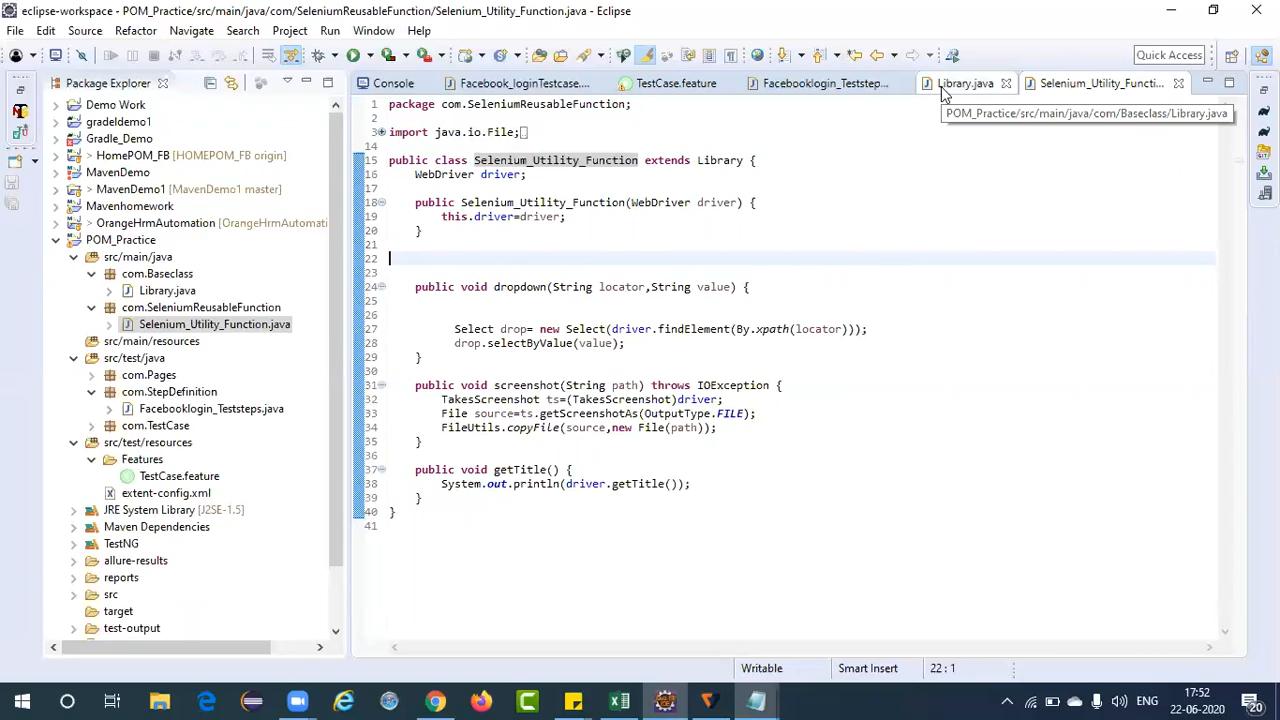 eclipse-workspace - POM_Practice/src/main/java/com/SeleniumReusableFunction/Selenium_Utility_Function.java - Eclipse
File Edit Source Refactor Navigate Search Project Run Window Help
Quick Access
Package Explorer
Console Facebook_loginTestcase... TestCase.feature Facebooklogin_Teststep... Library.java Selenium_Utility_Functi...
POM_Practice/src/main/java/com/Baseclass/Library.java
Demo Work
gradeldemo1
Gradle_Demo
> HomePOM_FB [HOMEPOM_FB origin]
MavenDemo
> MavenDemo1 [MavenDemo1 master]
Mavenhomework
> OrangeHrmAutomation [OrangeHrmAutomati
POM_Practice
src/main/java
com.Baseclass
Library.java
com.SeleniumReusableFunction
Selenium_Utility_Function.java
src/main/resources
src/test/java
com.Pages
com.StepDefinition
Facebooklogin_Teststeps.java
com.TestCase
src/test/resources
Features
TestCase.feature
extent-config.xml
JRE System Library [J2SE-1.5]
Maven Dependencies
TestNG
allure-results
reports
src
target
test-output
1 package com.SeleniumReusableFunction;
2
3 import java.io.File;
14
15 public class Selenium_Utility_Function extends Library {
16 WebDriver driver;
17
18 public Selenium_Utility_Function(WebDriver driver) {
19 this.driver=driver;
20 }
21
22
23
24 public void dropdown(String locator,String value) {
25
26
27 Select drop= new Select(driver.findElement(By.xpath(locator)));
28 drop.selectByValue(value);
29 }
30
31 public void screenshot(String path) throws IOException {
32 TakesScreenshot ts=(TakesScreenshot)driver;
33 File source=ts.getScreenshotAs(OutputType.FILE);
34 FileUtils.copyFile(source,new File(path));
35 }
36
37 public void getTitle() {
38 System.out.println(driver.getTitle());
39 }
40 }
41
Writable Smart Insert 22 : 1
ENG 17:52
22-06-2020 20